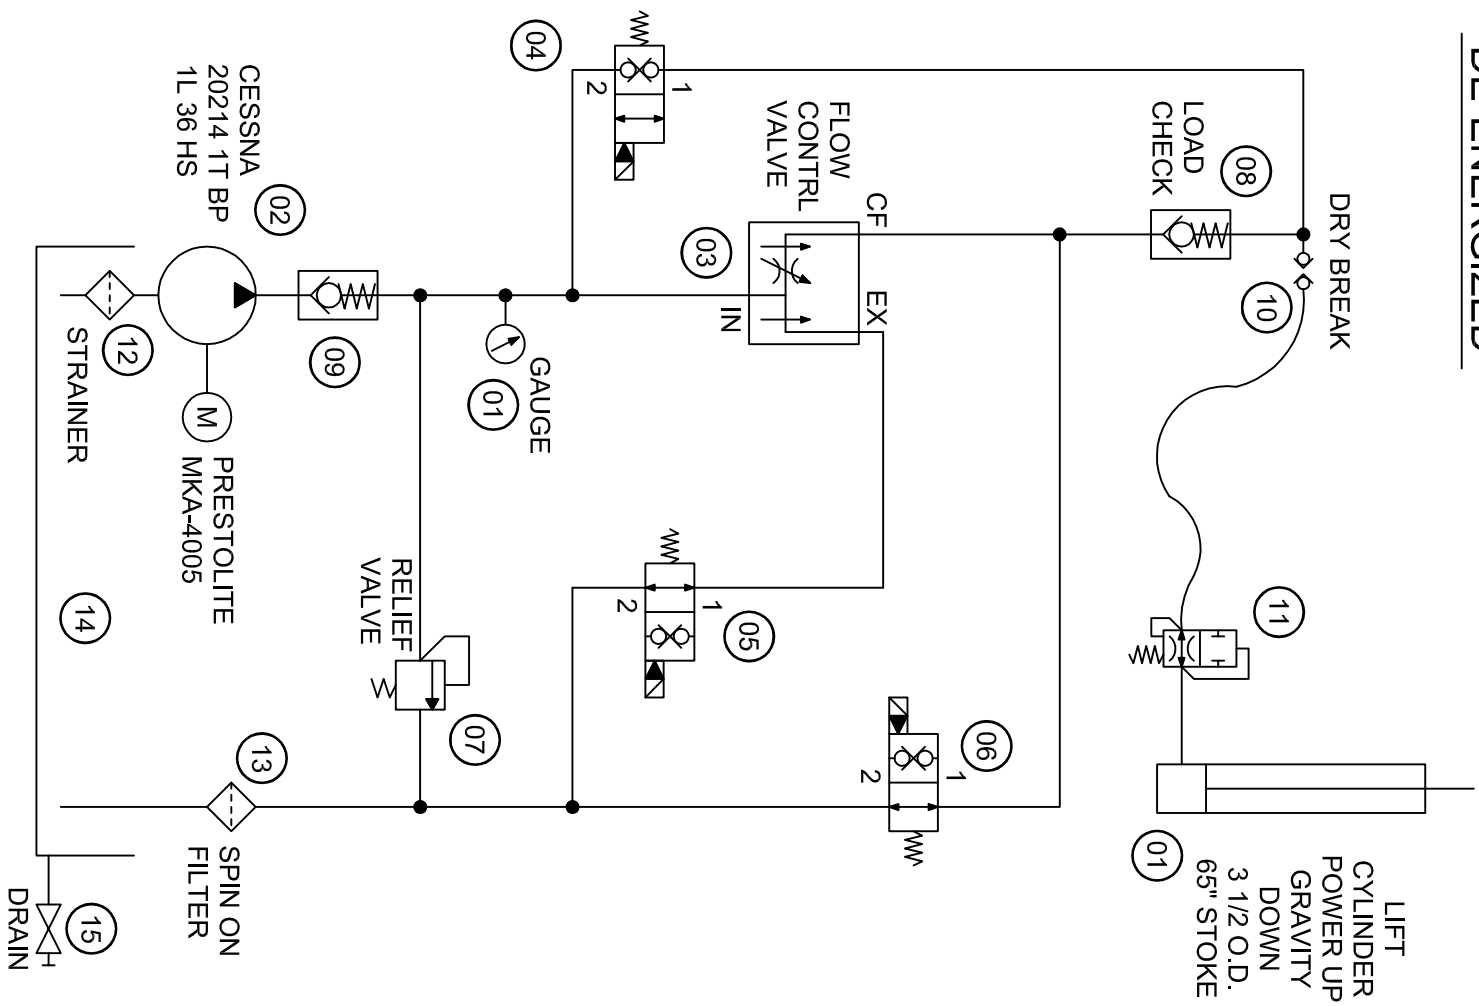 DE-ENERGIZED
DRY BREAK
10
LOAD
CHECK
08
11
LIFT
CYLINDER
POWER UP
GRAVITY
DOWN
3 1/2 O.D.
65" STOKE
01
04
1
2
FLOW
CONTRL
VALVE
CF
EX
IN
03
06
1
2
05
1
2
GAUGE
01
RELIEF
VALVE
07
09
CESSNA
20214 1T BP
1L 36 HS
02
M
PRESTOLITE
MKA-4005
13
SPIN ON
FILTER
12
STRAINER
14
15
DRAIN